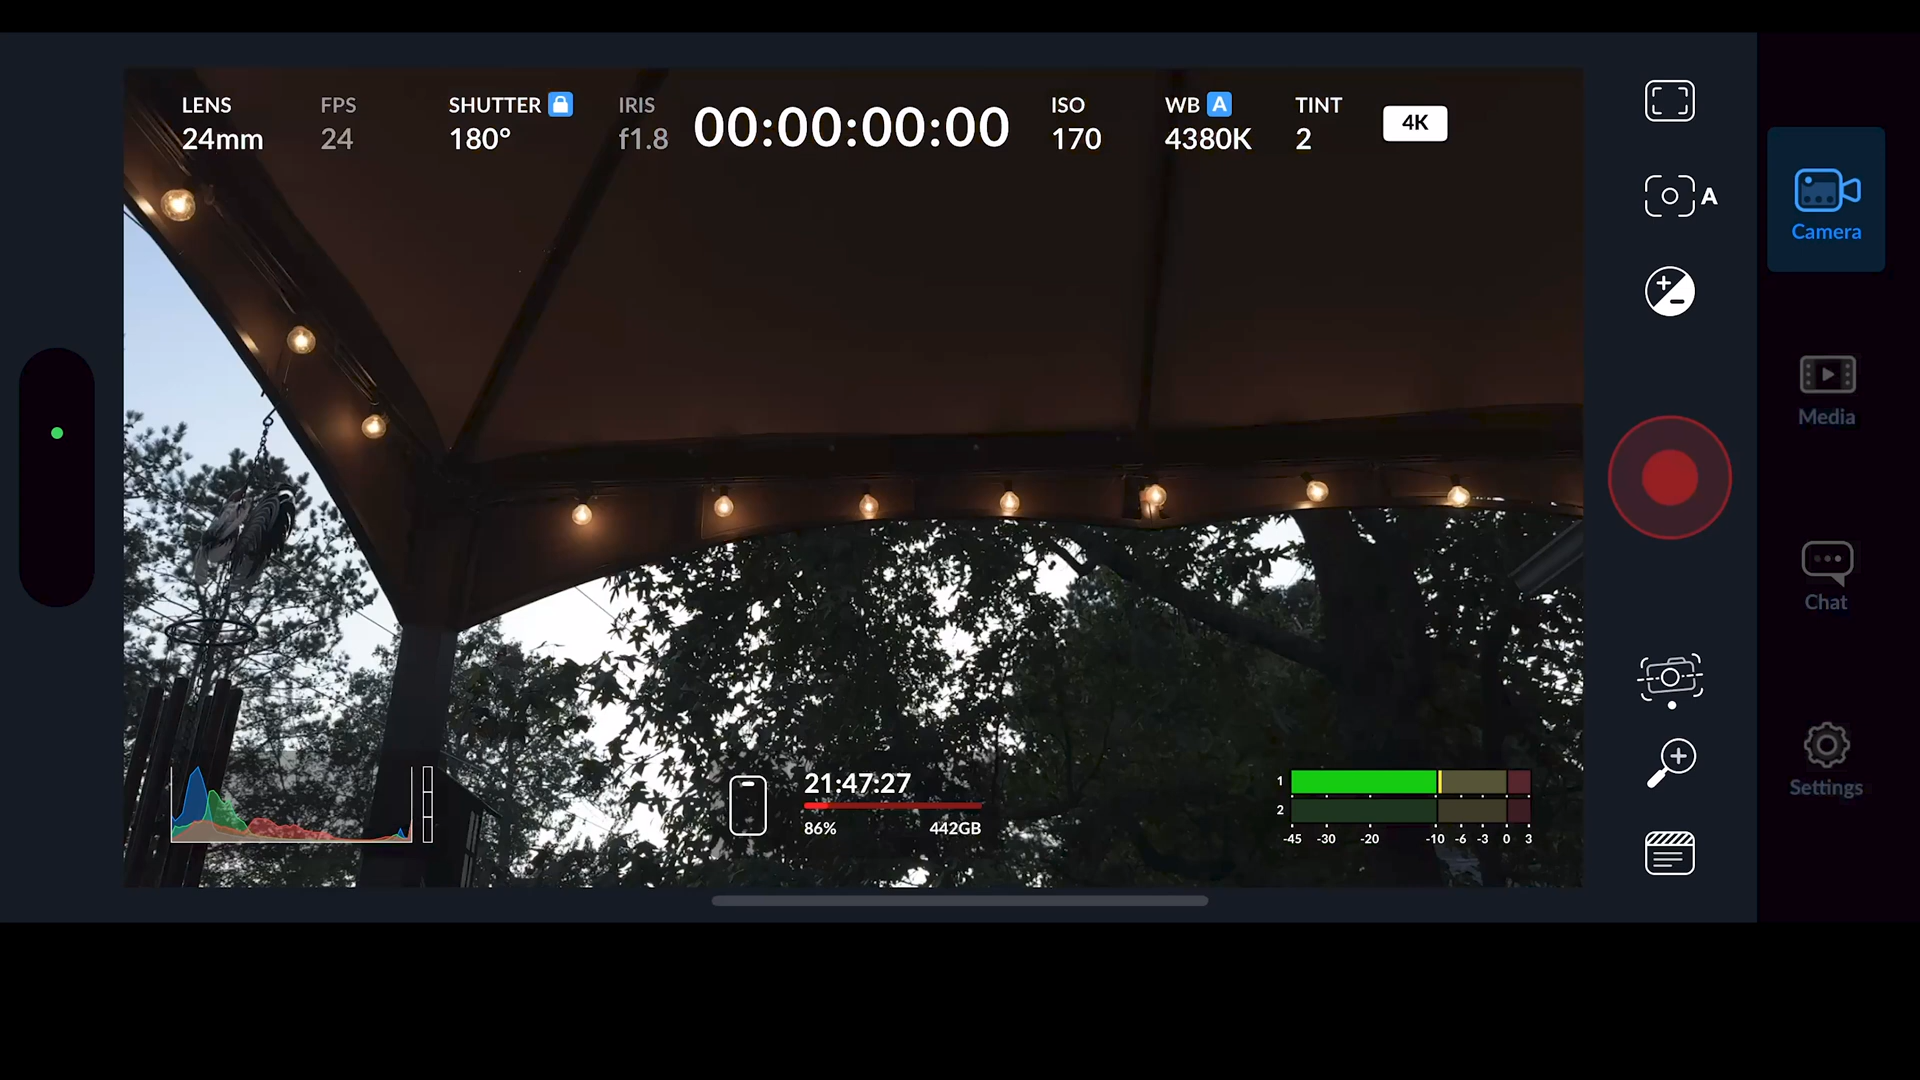 LENS
24mm
FPS
24
SHUTTER
180°
IRIS
f1.8
00:00:00:00
ISO
170
WB A
4380K
TINT
2
4K
A
Camera
Media
Chat
Settings
21:47:27
86% 442GB
1
2
-45 -30 -20 -10 -6 -3 0 3